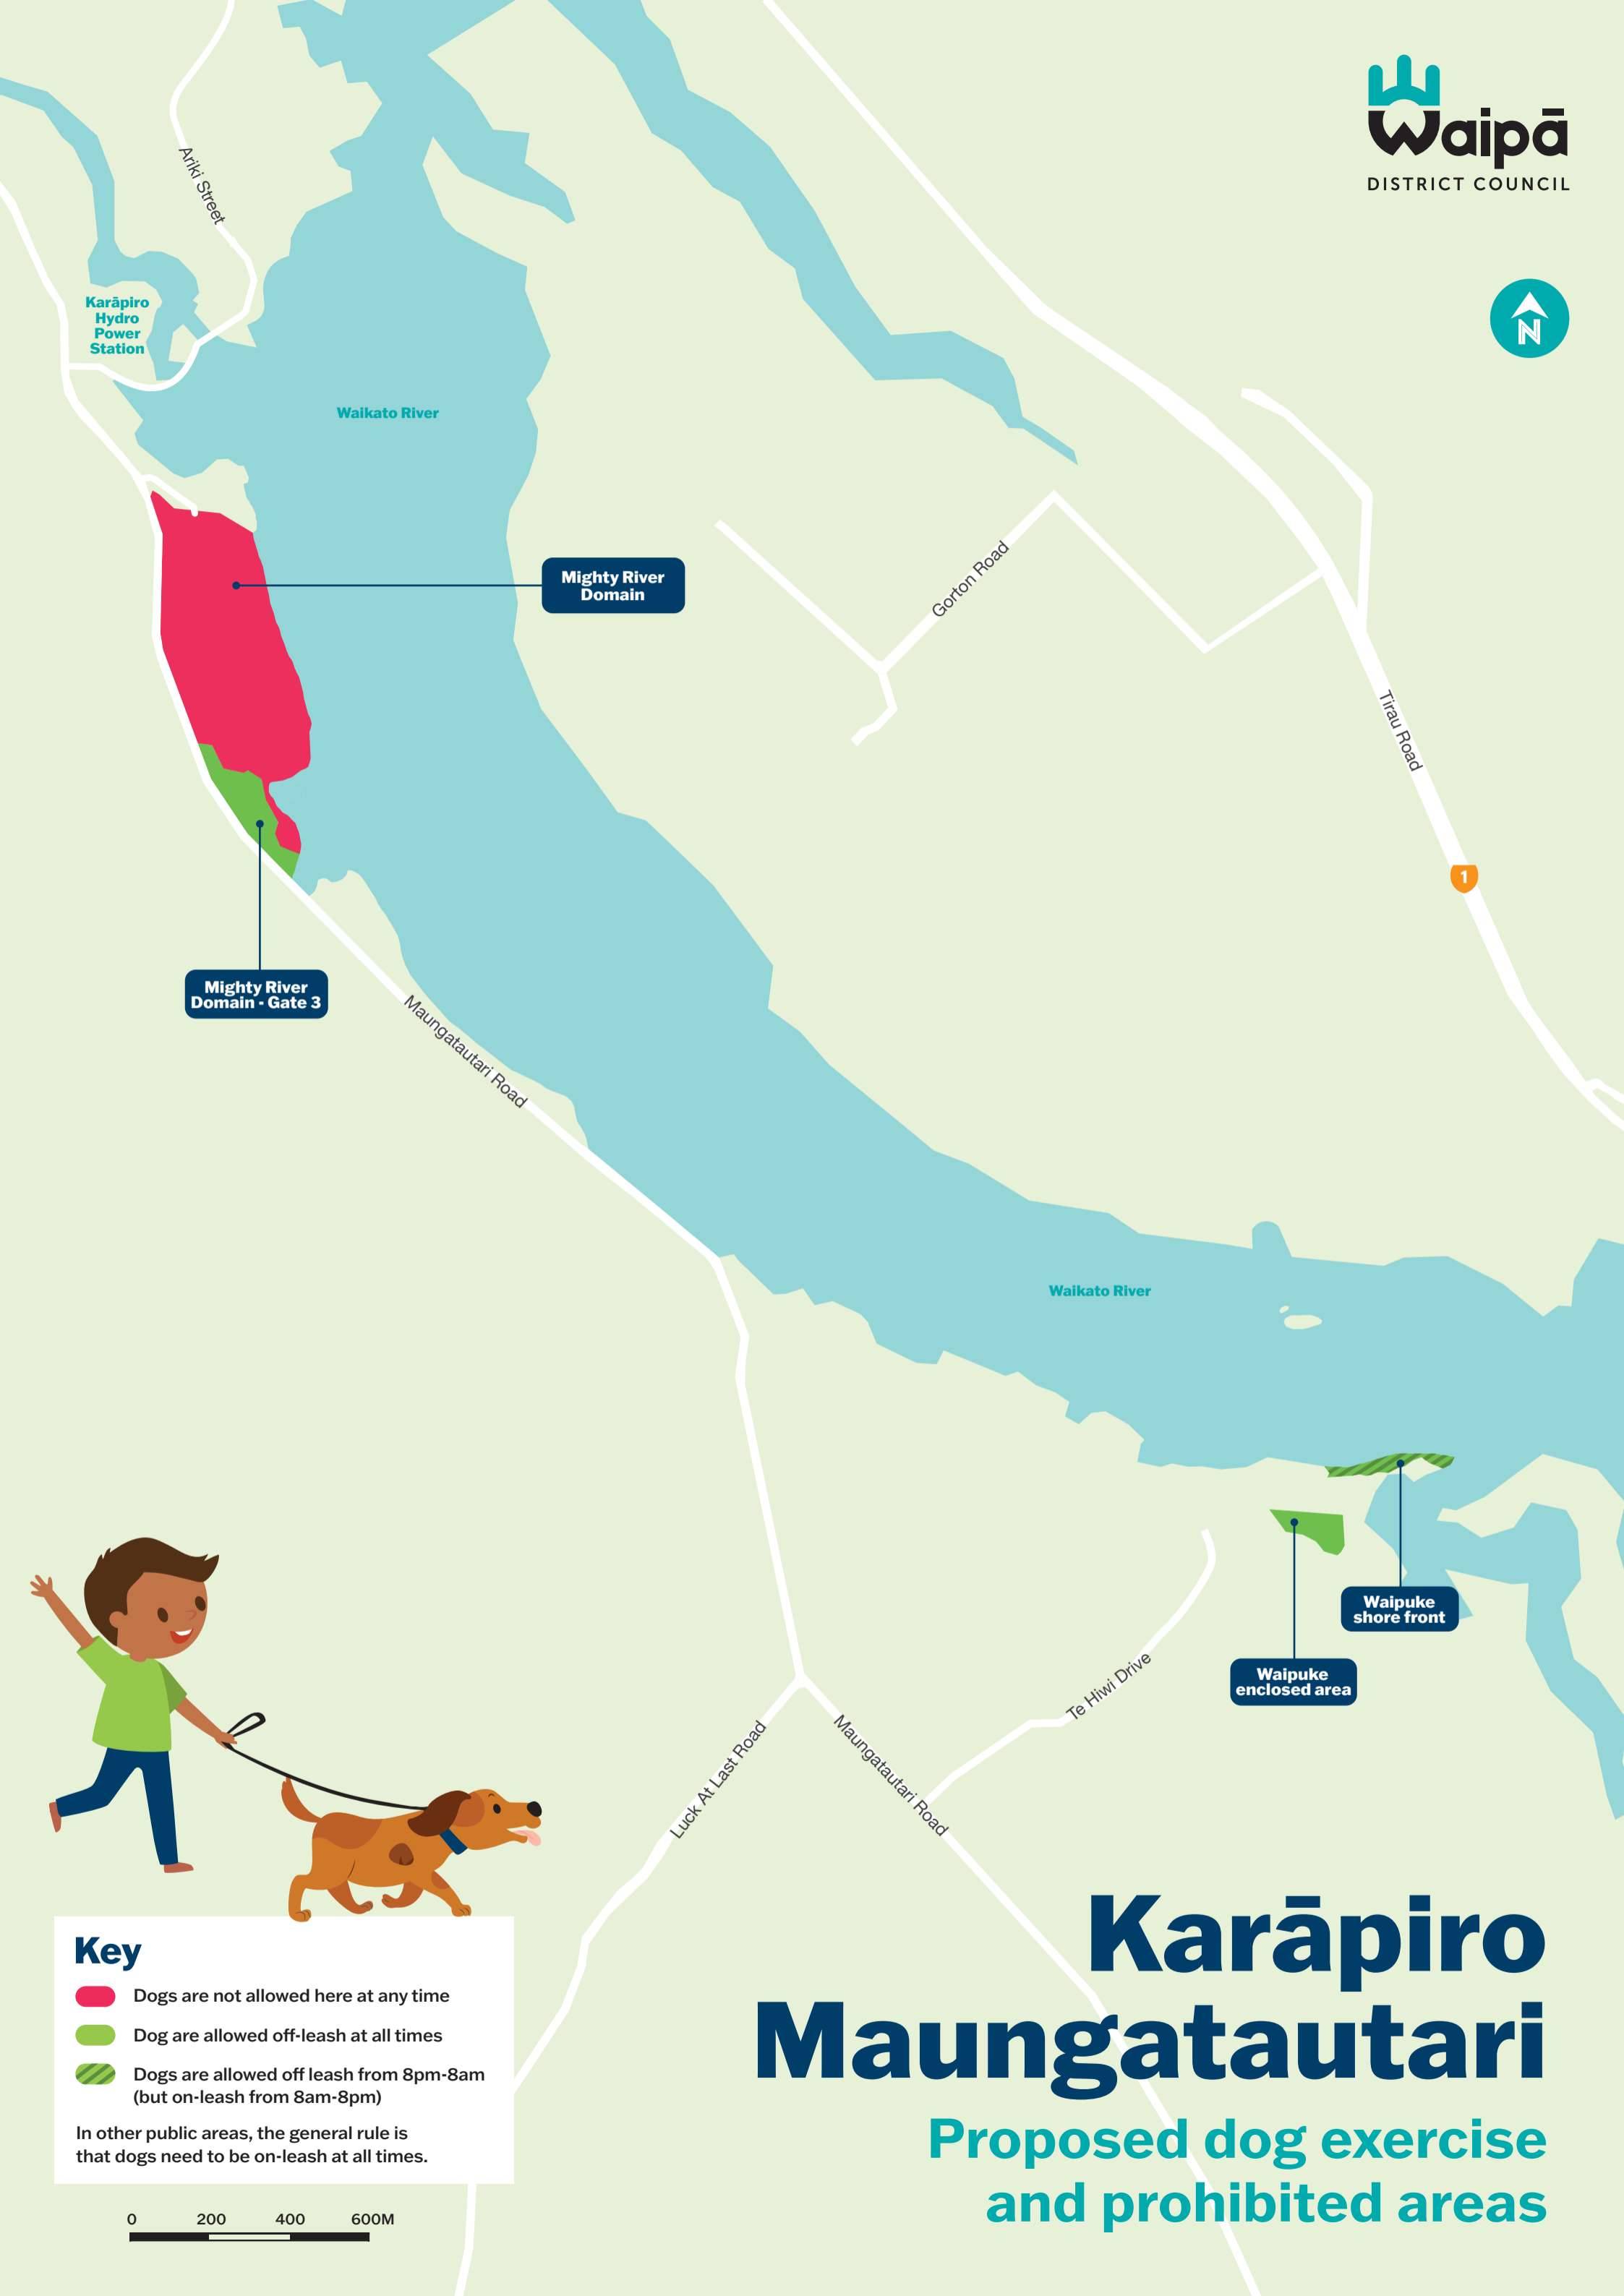 Waipā
DISTRICT COUNCIL
N
Ariki Street
Karāpiro
Hydro
Power
Station
Waikato River
Mighty River
Domain
Gorton Road
Tirau Road
1
Mighty River
Domain - Gate 3
Maungatautari Road
Waikato River
Waipuke
shore front
Waipuke
enclosed area
Te Hiwi Drive
Luck At Last Road
Maungatautari Road
Karāpiro
Maungatautari
Proposed dog exercise
and prohibited areas
Key
Dogs are not allowed here at any time
Dog are allowed off-leash at all times
Dogs are allowed off leash from 8pm-8am
(but on-leash from 8am-8pm)
In other public areas, the general rule is
that dogs need to be on-leash at all times.
0 200 400 600M